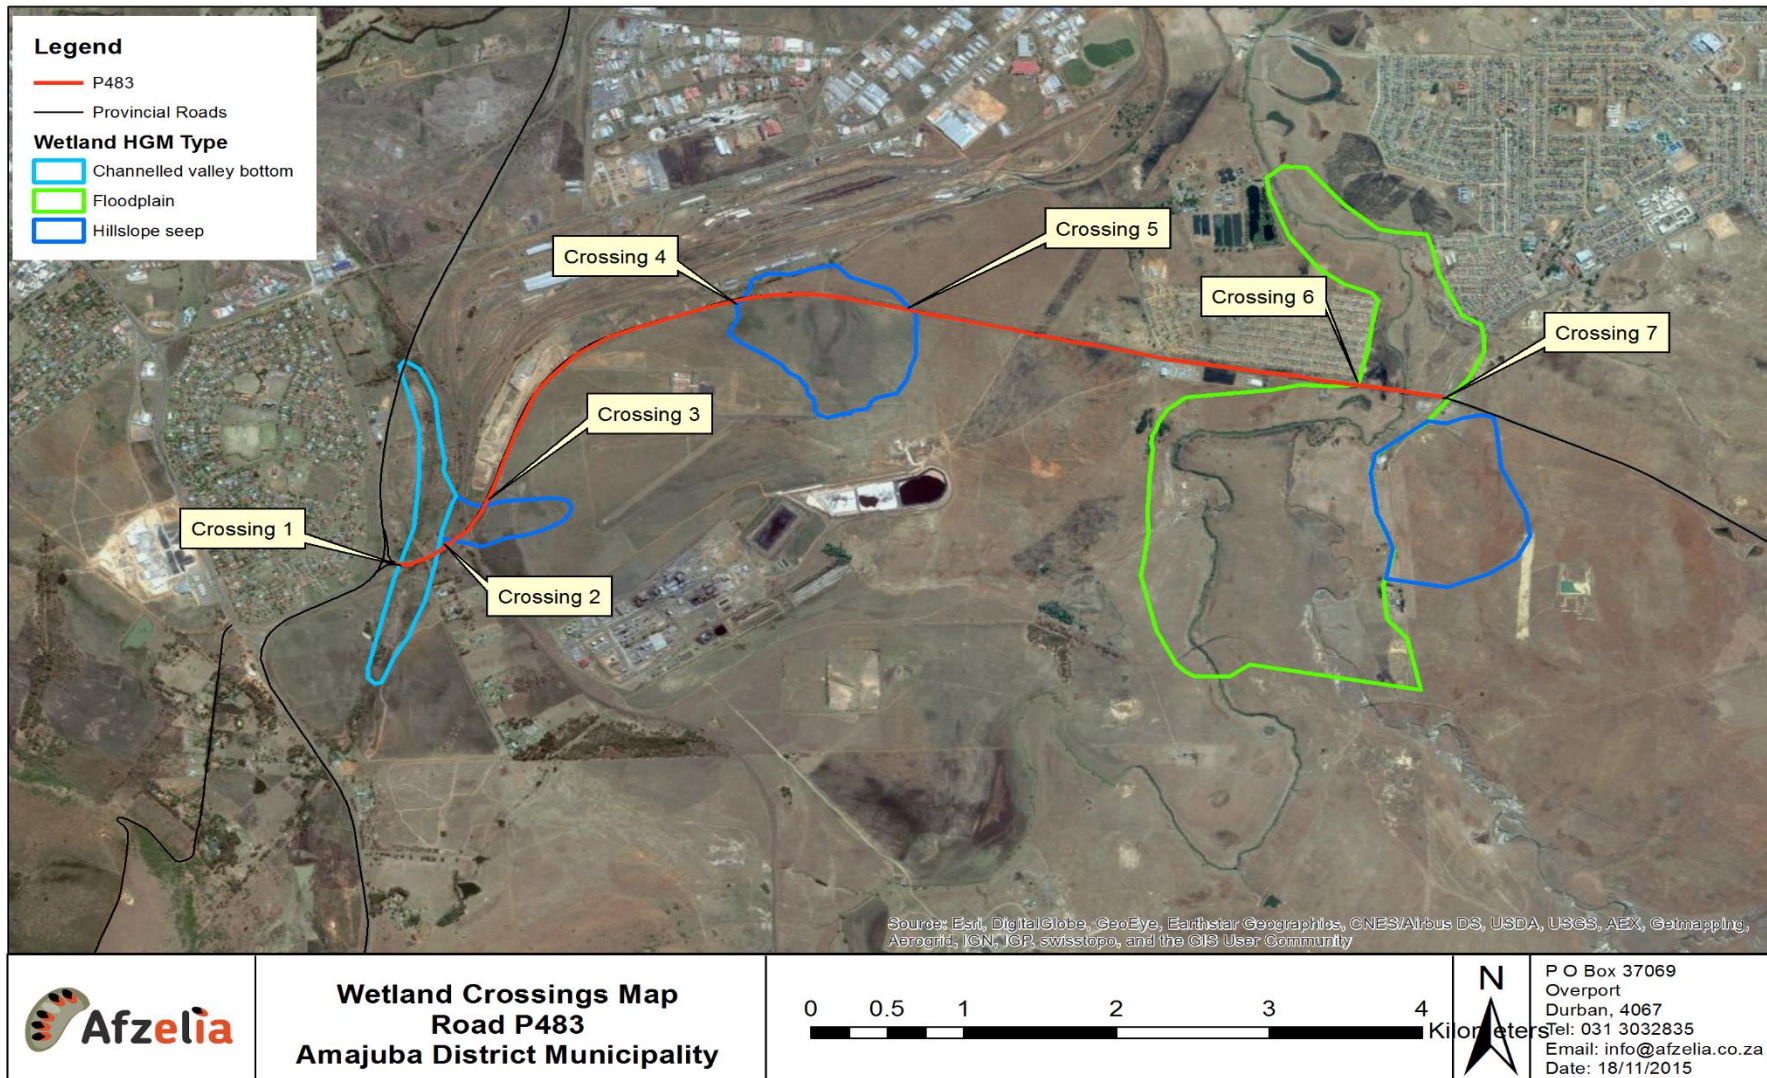 Legend
P483
Provincial Roads
Wetland HGM Type
Channelled valley bottom
Floodplain
Hillslope seep
Crossing 1
Crossing 2
Crossing 3
Crossing 4
Crossing 5
Crossing 6
Crossing 7
Source: Esri, DigitalGlobe, GeoEye, Earthstar Geographics, CNES/Airbus DS, USDA, USGS, AEX, Getmapping,
Aerogrid, IGN, IGP, swisstopo, and the GIS User Community
Afzelia
Wetland Crossings Map
Road P483
Amajuba District Municipality
0 0.5 1 2 3 4
Kilometers
N
P O Box 37069
Overport
Durban, 4067
Tel: 031 3032835
Email: info@afzelia.co.za
Date: 18/11/2015